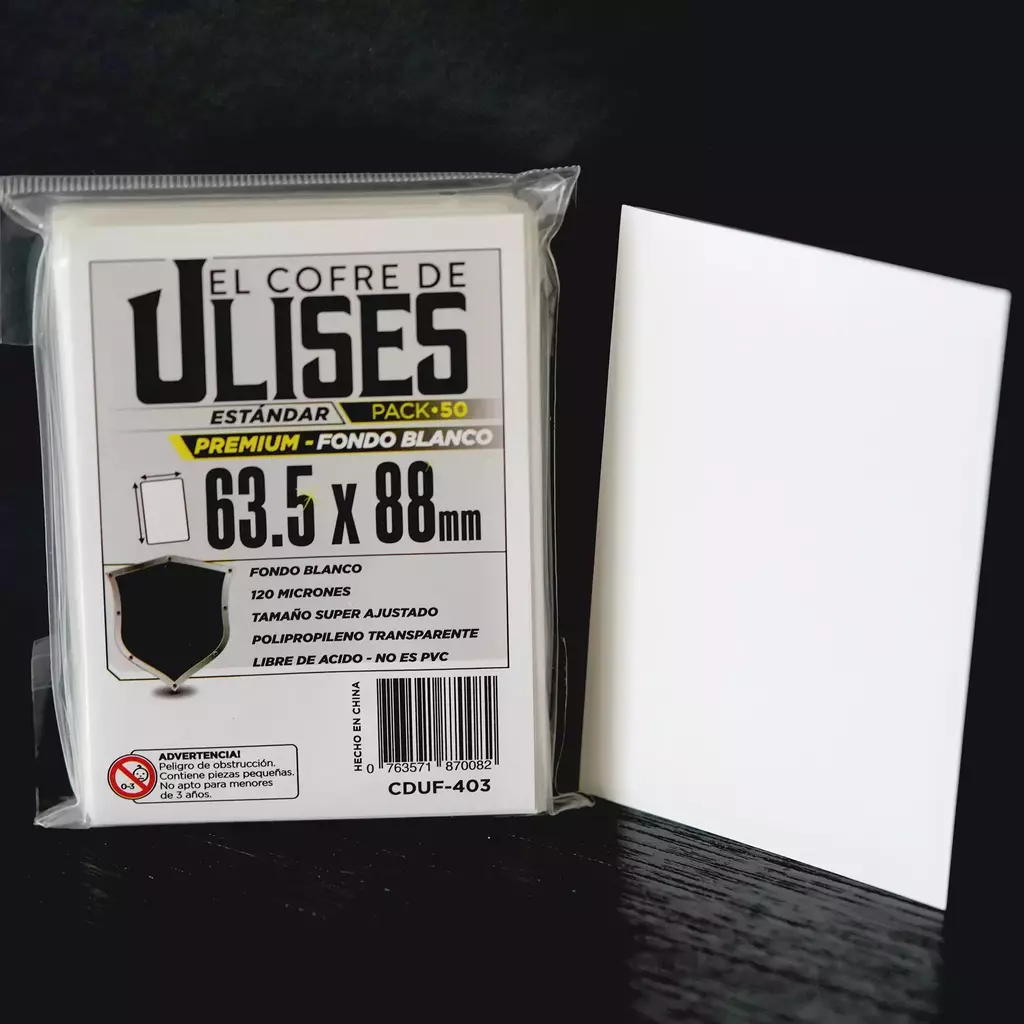 EL COFRE DE
ULISES
ESTÁNDAR PACK•50
PREMIUM - FONDO BLANCO
63.5 X 88mm
FONDO BLANCO
120 MICRONES
TAMAÑO SUPER AJUSTADO
POLIPROPILENO TRANSPARENTE
LIBRE DE ACIDO - NO ES PVC
HECHO EN CHINA
0 763571 870082
CDUF-403
ADVERTENCIA!
Peligro de obstrucción.
Contiene piezas pequeñas.
No apto para menores
de 3 años.
0-3